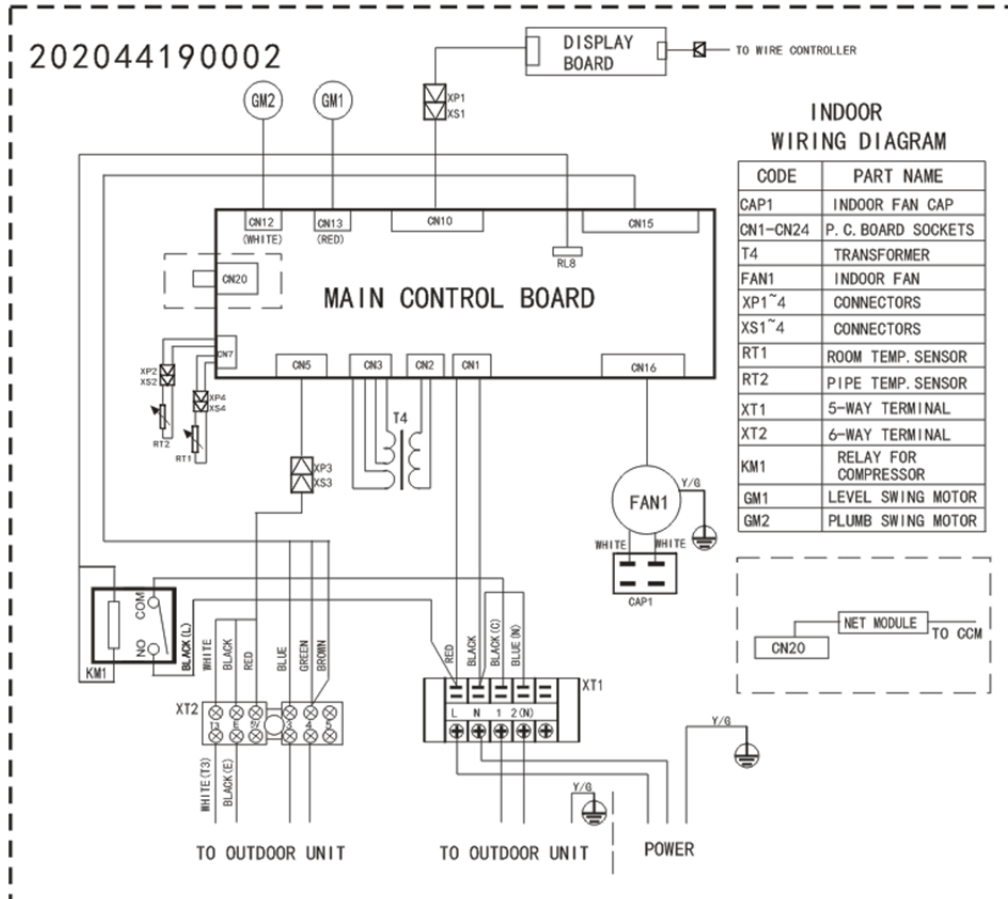 202044190002
DISPLAY
BOARD
TO WIRE CONTROLLER
GM2
GM1
XP1
XS1
INDOOR
WIRING DIAGRAM
CODE PART NAME
CAP1 INDOOR FAN CAP
CN1-CN24 P.C.BOARD SOCKETS
T4 TRANSFORMER
FAN1 INDOOR FAN
XP1~4 CONNECTORS
XS1~4 CONNECTORS
RT1 ROOM TEMP.SENSOR
RT2 PIPE TEMP.SENSOR
XT1 5-WAY TERMINAL
XT2 6-WAY TERMINAL
KM1 RELAY FOR
COMPRESSOR
GM1 LEVEL SWING MOTOR
GM2 PLUMB SWING MOTOR
CN12
(WHITE)
CN13
(RED)
CN10
CN15
RL8
CN20
MAIN CONTROL BOARD
CN7
CN5
CN3
CN2
CN1
CN16
XP2
XS2
XP4
XS4
RT2
RT1
T4
XP3
XS3
FAN1
Y/G
WHITE
WHITE
CAP1
COM
NO
KM1
BLACK(L)
WHITE
BLACK
RED
BLUE
GREEN
BROWN
RED
BLACK
BLACK(C)
BLUE(N)
NET MODULE
TO CCM
CN20
XT2
T3 E 3 4 5
XT1
L N 1 2(N)
WHITE(T3)
BLACK(E)
Y/G
Y/G
TO OUTDOOR UNIT
TO OUTDOOR UNIT
POWER